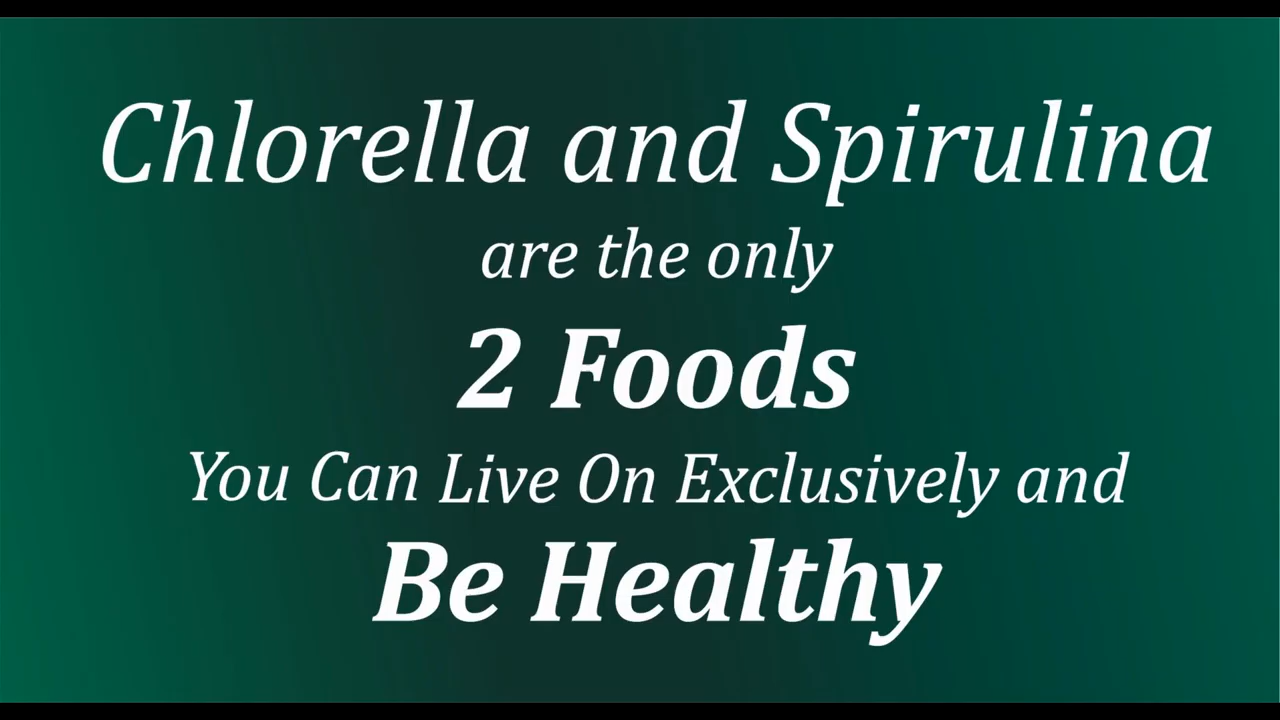 Chlorella and Spirulina
are the only
2 Foods
You Can Live On Exclusively and
Be Healthy